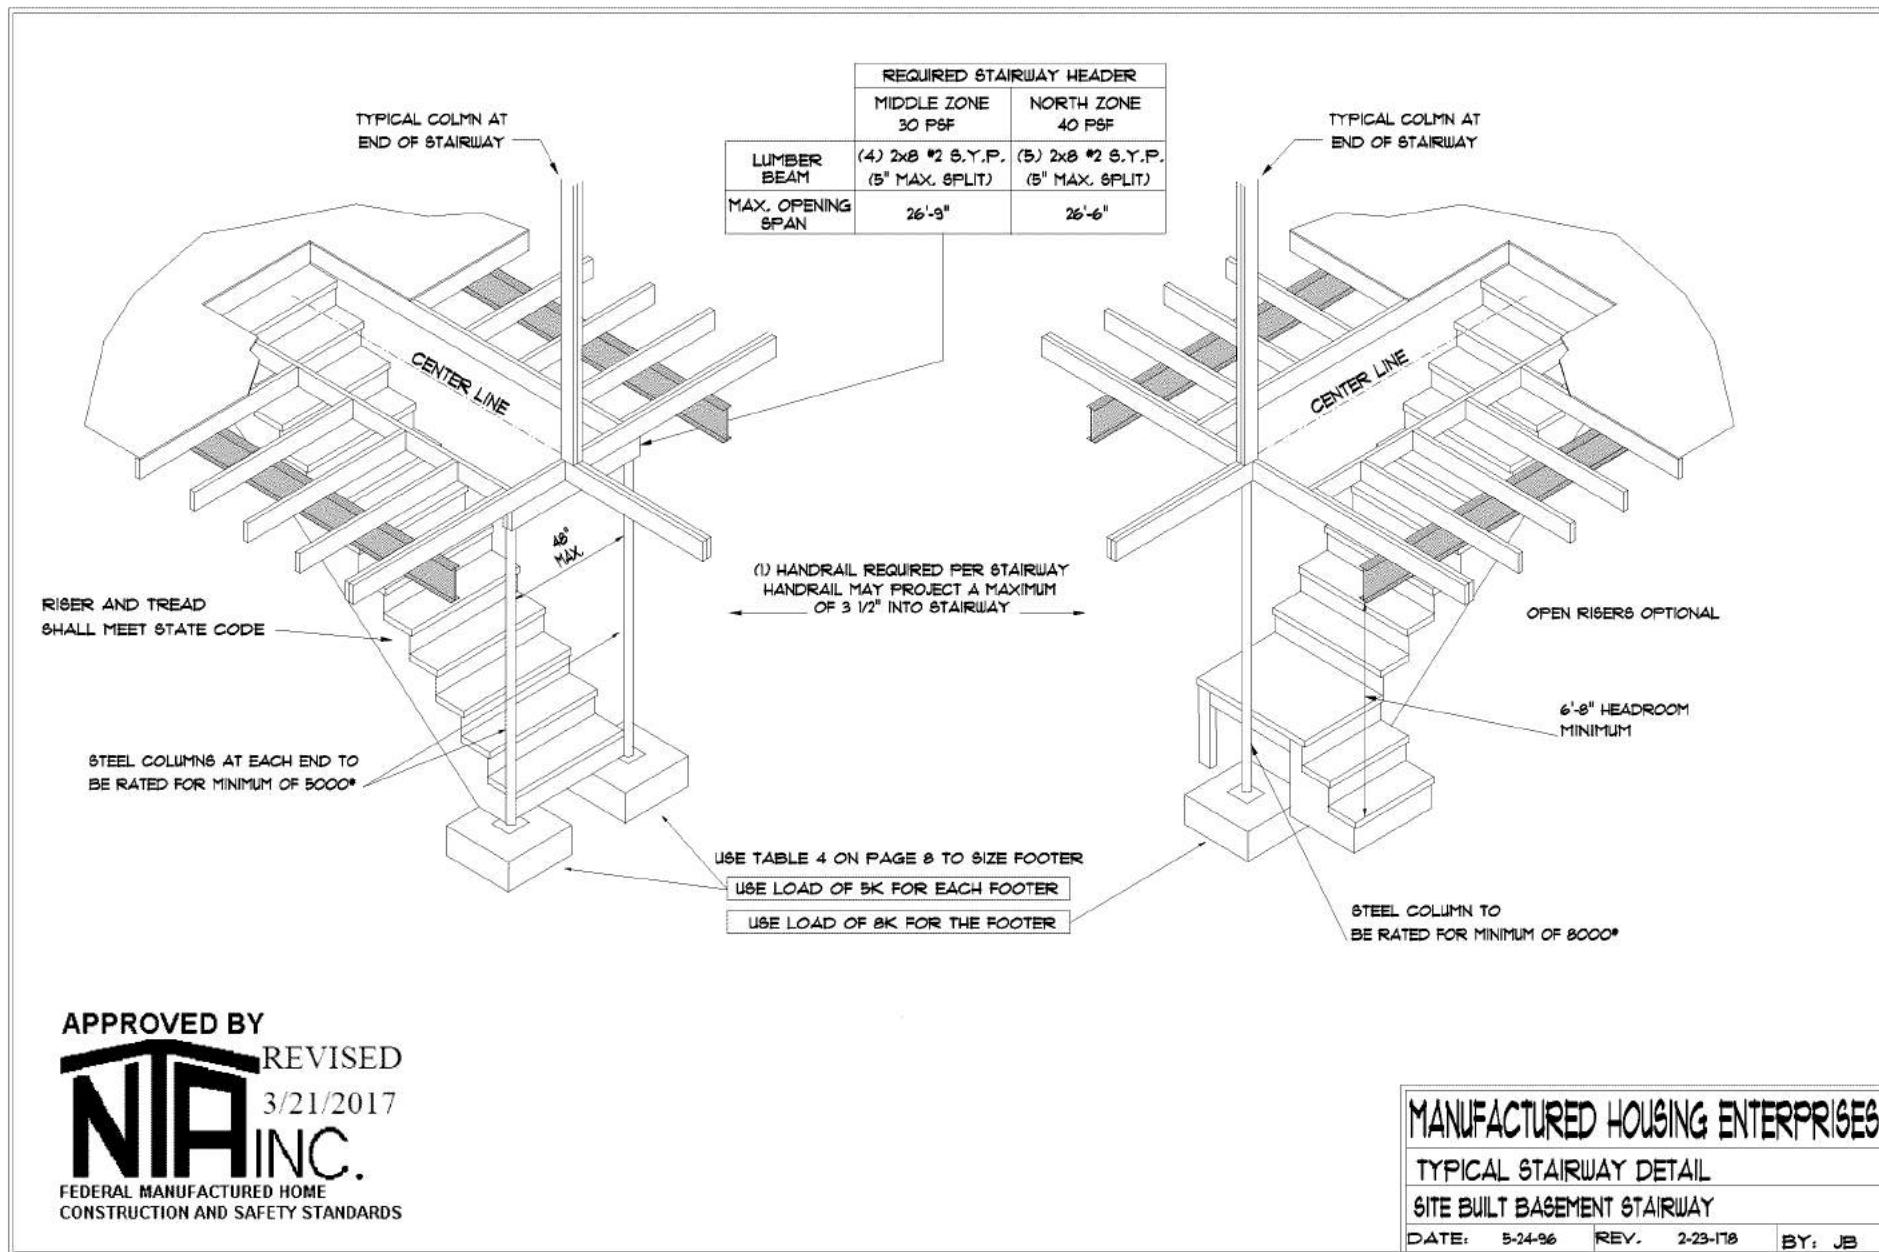 REQUIRED STAIRWAY HEADER
MIDDLE ZONE
30 PSF
NORTH ZONE
40 PSF
LUMBER
BEAM
(4) 2x8 #2 S.Y.P.
(5" MAX. SPLIT)
(5) 2x8 #2 S.Y.P.
(5" MAX. SPLIT)
MAX. OPENING
SPAN
26'-9"
26'-6"
TYPICAL COLMN AT
END OF STAIRWAY
TYPICAL COLMN AT
END OF STAIRWAY
CENTER LINE
CENTER LINE
48"
MAX.
(1) HANDRAIL REQUIRED PER STAIRWAY
HANDRAIL MAY PROJECT A MAXIMUM
OF 3 1/2" INTO STAIRWAY
RISER AND TREAD
SHALL MEET STATE CODE
OPEN RISERS OPTIONAL
6'-8" HEADROOM
MINIMUM
STEEL COLUMNS AT EACH END TO
BE RATED FOR MINIMUM OF 5000#
USE TABLE 4 ON PAGE 8 TO SIZE FOOTER
USE LOAD OF 5K FOR EACH FOOTER
USE LOAD OF 8K FOR THE FOOTER
STEEL COLUMN TO
BE RATED FOR MINIMUM OF 8000#
APPROVED BY
NTA
REVISED
3/21/2017
INC.
FEDERAL MANUFACTURED HOME
CONSTRUCTION AND SAFETY STANDARDS
MANUFACTURED HOUSING ENTERPRISES
TYPICAL STAIRWAY DETAIL
SITE BUILT BASEMENT STAIRWAY
DATE: 5-24-96 REV. 2-23-178 BY: JB